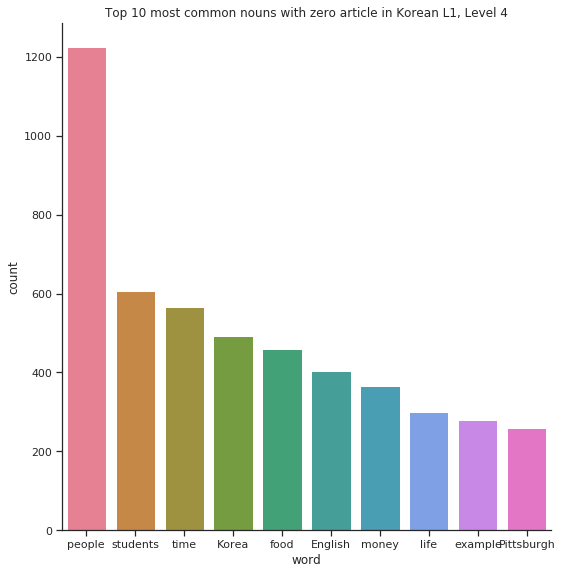 Top 10 most common nouns with zero article in Korean L1, Level 4
1200
1000
800
600
400
200
0
count
people students time Korea food English money life example Pittsburgh
word